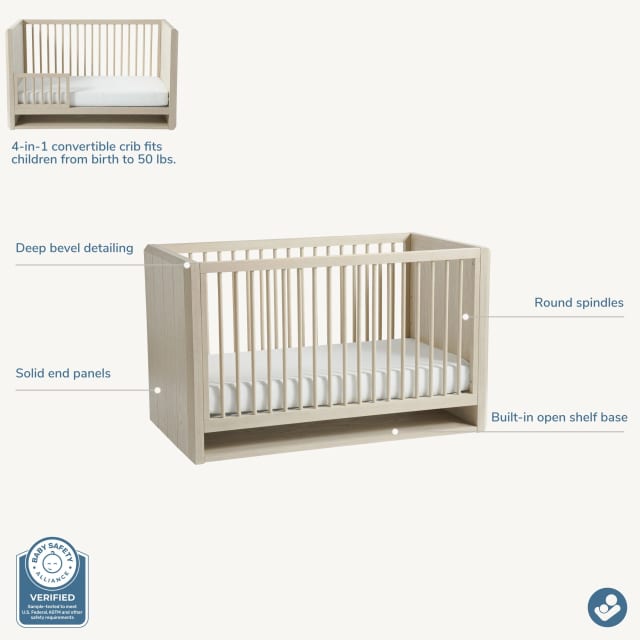 4-in-1 convertible crib fits
children from birth to 50 lbs.
Deep bevel detailing
Round spindles
Solid end panels
Built-in open shelf base
BABY SAFETY
ALLIANCE
VERIFIED
Sample-tested to meet
U.S. Federal, ASTM and other
safety requirements